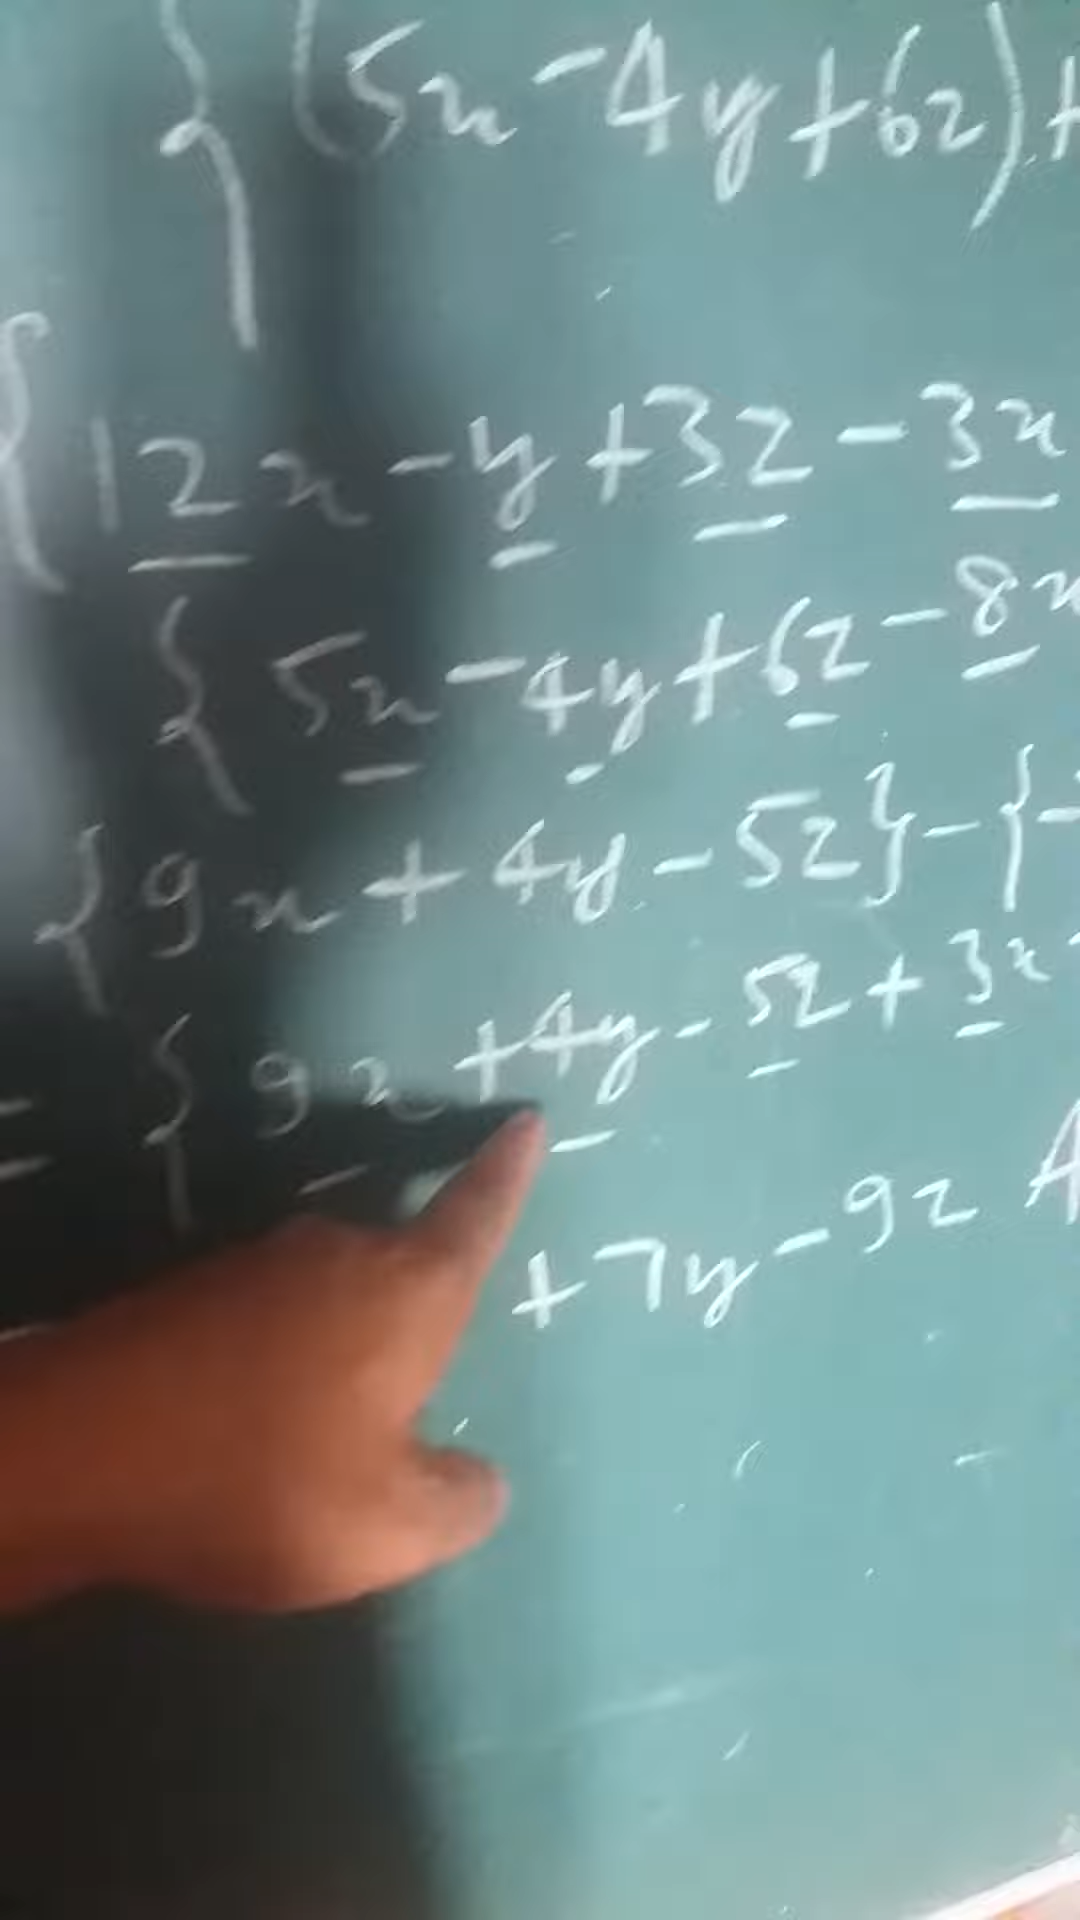 {(5x-4y+6z)+
{12x-y+3z-3x
{5x-4y+6z-8x
{9x+4y-5z}-{-
= {9x+4y-5z+3x
+7y-9z A